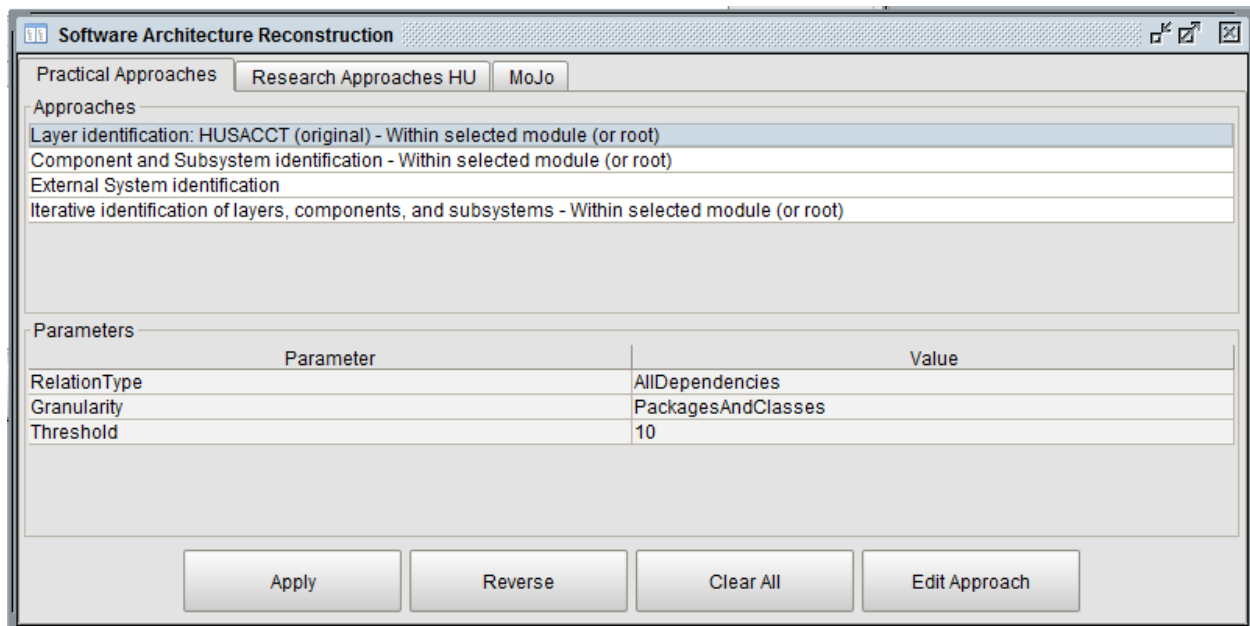 Software Architecture Reconstruction
Practical Approaches Research Approaches HU MoJo
Approaches
Layer identification: HUSACCT (original) - Within selected module (or root)
Component and Subsystem identification - Within selected module (or root)
External System identification
Iterative identification of layers, components, and subsystems - Within selected module (or root)
Parameters
Parameter Value
RelationType AllDependencies
Granularity PackagesAndClasses
Threshold 10
Apply Reverse Clear All Edit Approach